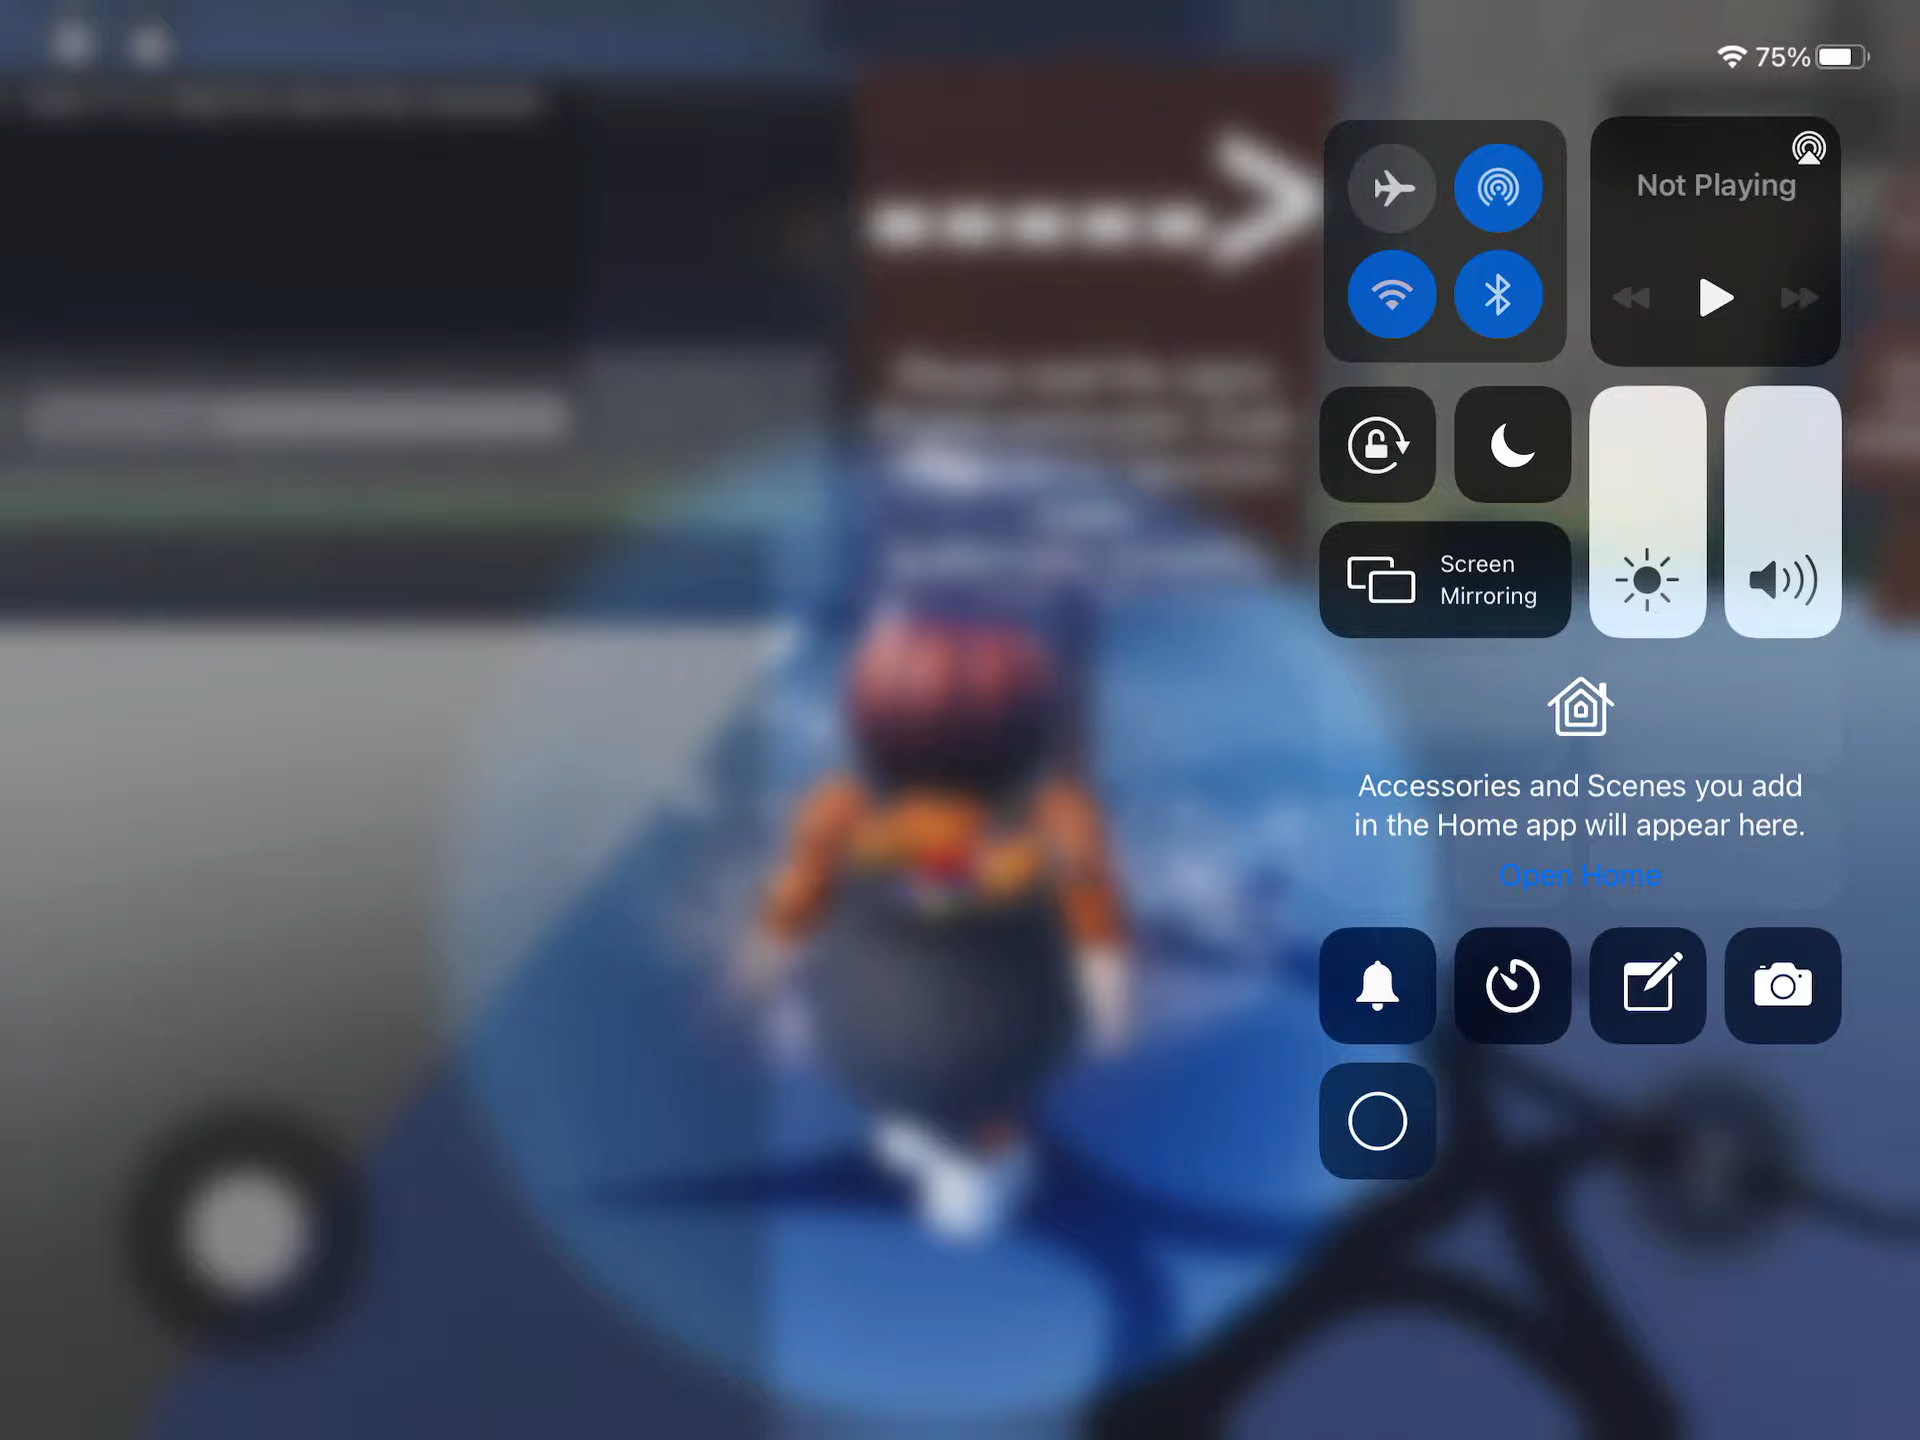 75%
Not Playing
Screen
Mirroring
Accessories and Scenes you add
in the Home app will appear here.
Open Home